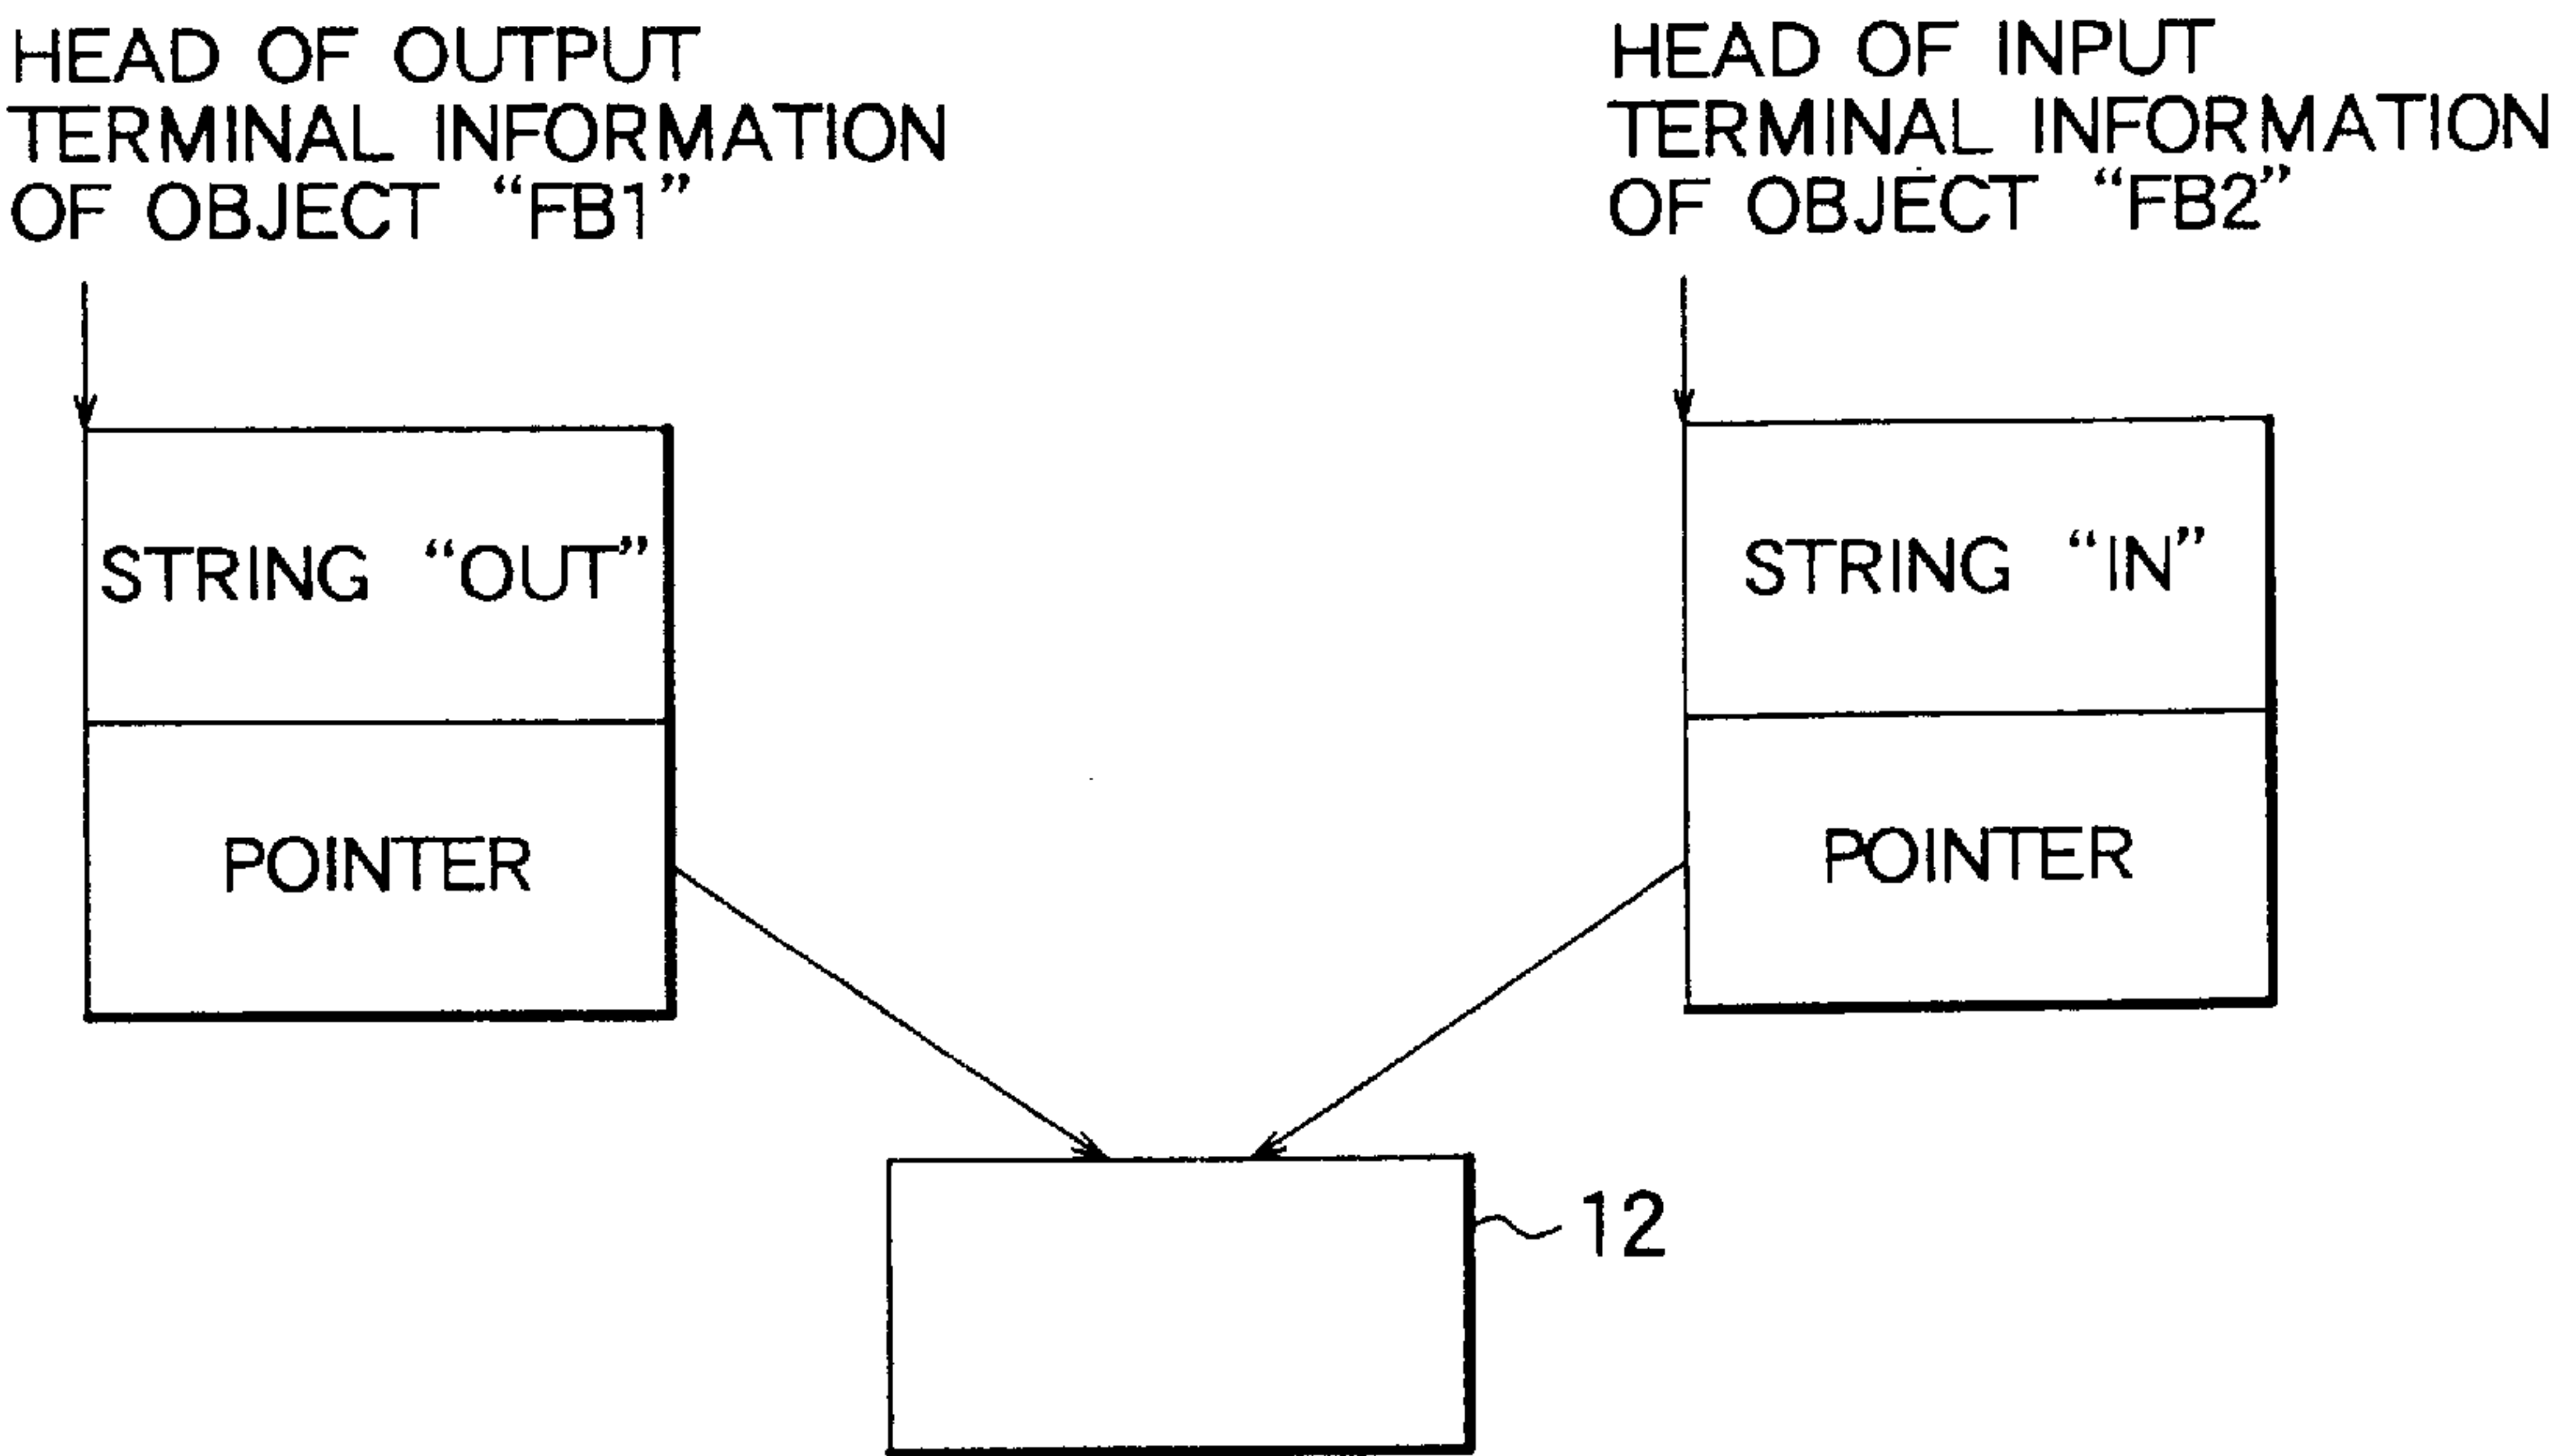 HEAD OF OUTPUT
TERMINAL INFORMATION
OF OBJECT “FB1”
HEAD OF INPUT
TERMINAL INFORMATION
OF OBJECT “FB2”
STRING “OUT”
POINTER
STRING “IN”
POINTER
12